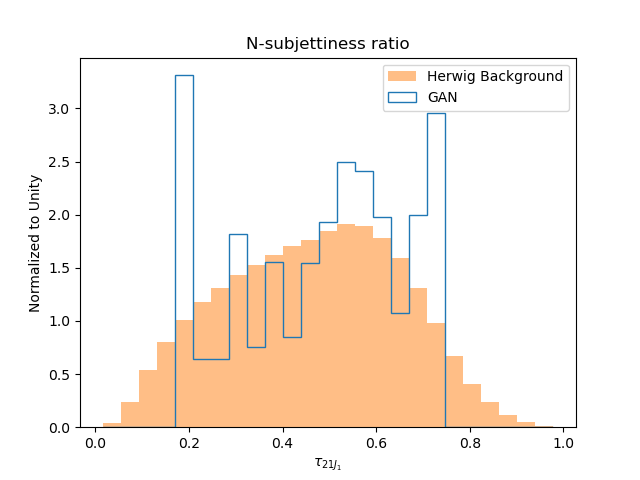 N-subjettiness ratio
Herwig Background
GAN
Normalized to Unity
3.0
2.5
2.0
1.5
1.0
0.5
0.0
0.0 0.2 0.4 0.6 0.8 1.0
τ₂₁J₁